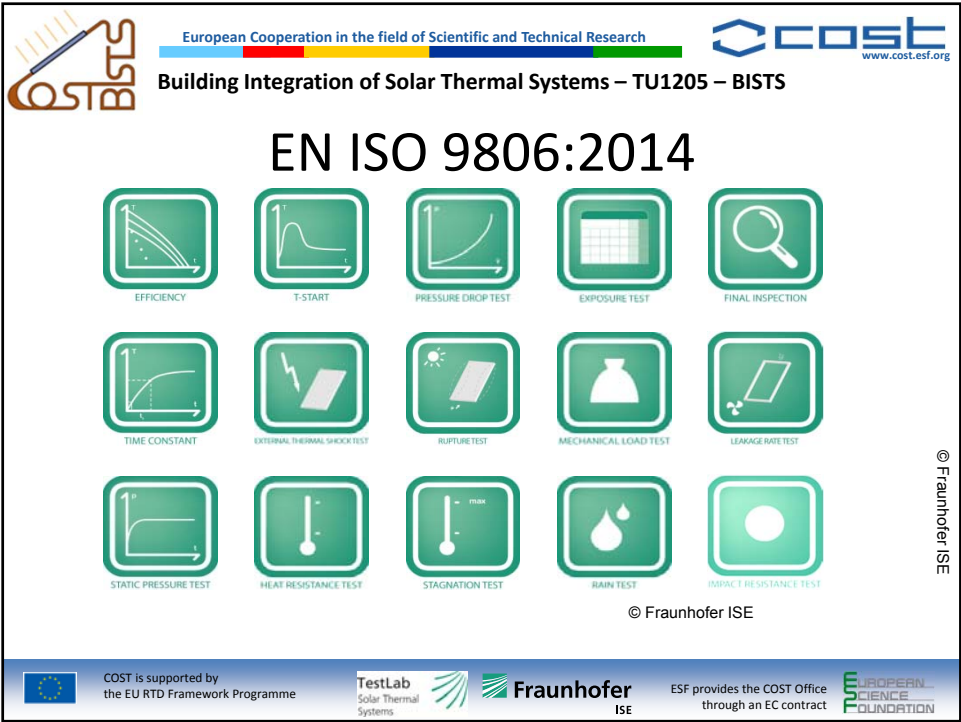 COST
BISTS
European Cooperation in the field of Scientific and Technical Research
cost
www.cost.esf.org
Building Integration of Solar Thermal Systems – TU1205 – BISTS
EN ISO 9806:2014
T
t
EFFICIENCY
T
t
T-START
P
PRESSURE DROP TEST
EXPOSURE TEST
FINAL INSPECTION
T
t
TIME CONSTANT
EXTERNAL THERMAL SHOCK TEST
RUPTURE TEST
MECHANICAL LOAD TEST
LEAKAGE RATE TEST
P
t
STATIC PRESSURE TEST
HEAT RESISTANCE TEST
max
STAGNATION TEST
RAIN TEST
IMPACT RESISTANCE TEST
© Fraunhofer ISE
© Fraunhofer ISE
COST is supported by
the EU RTD Framework Programme
TestLab
Solar Thermal
Systems
Fraunhofer
ISE
ESF provides the COST Office
through an EC contract
EUROPEAN
SCIENCE
FOUNDATION